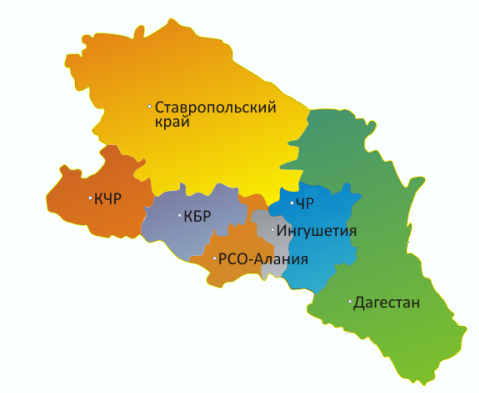 Ставропольский
край
КЧР
КБР
ЧР
Ингушетия
РСО-Алания
Дагестан